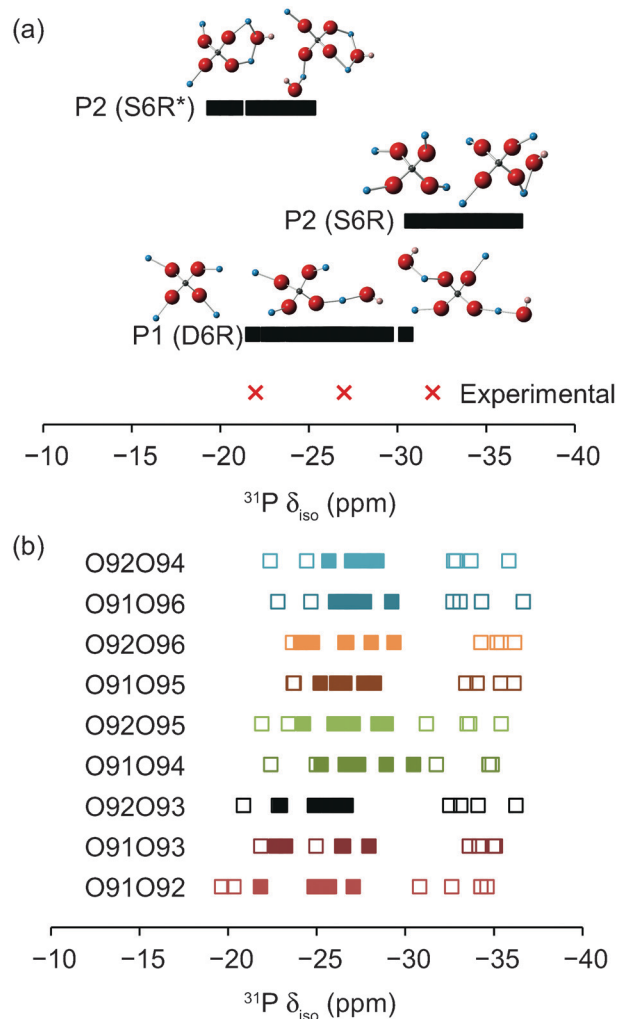 (a)
P2 (S6R*)
P2 (S6R)
P1 (D6R)
Experimental
−10 −15 −20 −25 −30 −35 −40
³¹P δiso (ppm)
(b)
O92O94
O91O96
O92O96
O91O95
O92O95
O91O94
O92O93
O91O93
O91O92
−10 −15 −20 −25 −30 −35 −40
³¹P δiso (ppm)